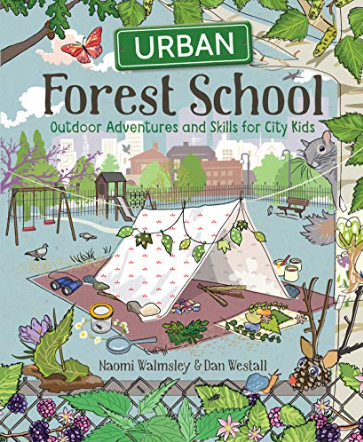 URBAN
Forest School
Outdoor Adventures and Skills for City Kids
Naomi Walmsley & Dan Westall